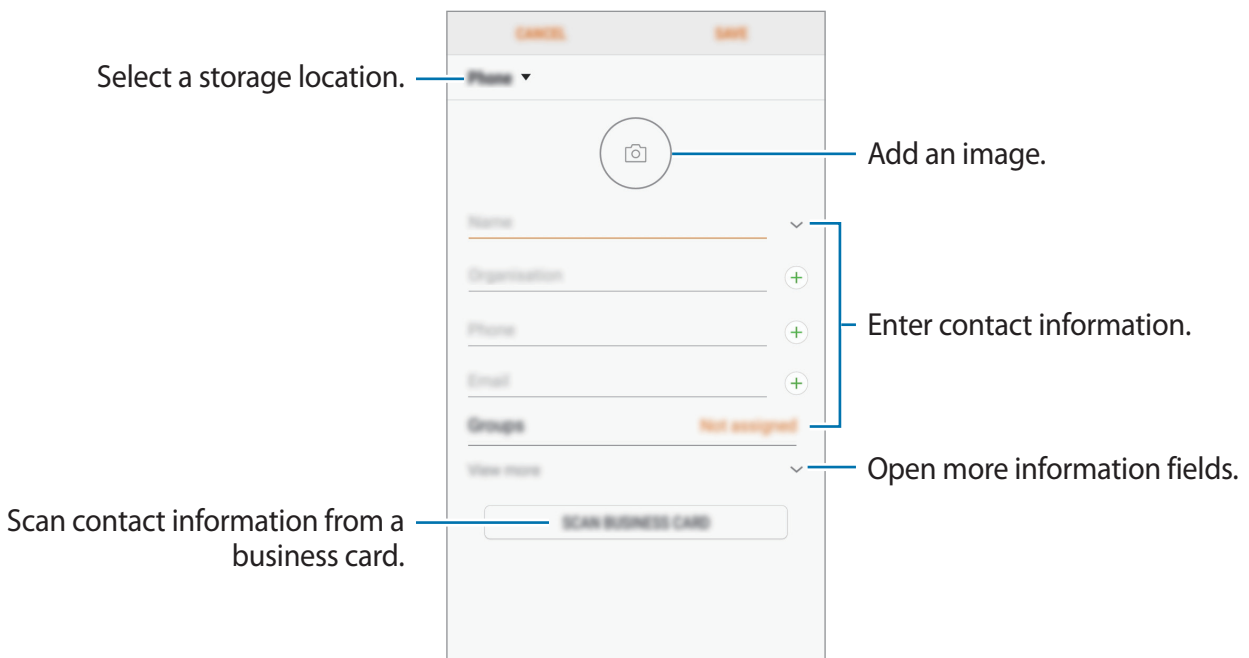 CANCEL SAVE
Select a storage location.
Phone
Add an image.
Name
Organisation
Phone
Enter contact information.
Email
Groups Not assigned
View more
Open more information fields.
Scan contact information from a
business card.
SCAN BUSINESS CARD